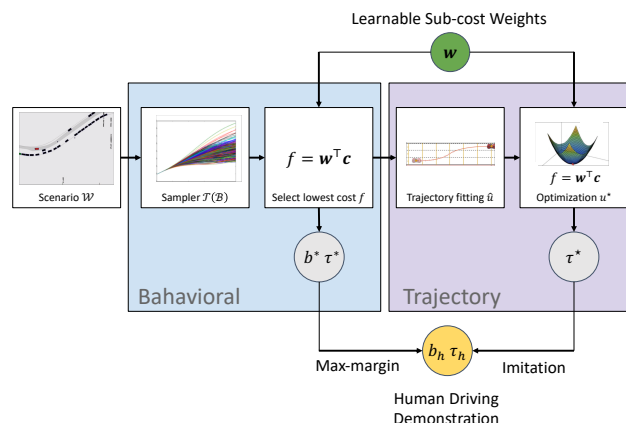 Learnable Sub-cost Weights
w
f = w⊤c
f = w⊤c
Scenario 𝒲
Sampler 𝒯(ℬ)
Select lowest cost f
Trajectory fitting û
Optimization u⋆
b* τ*
τ⋆
Bahavioral
Trajectory
b_h τ_h
Max-margin
Imitation
Human Driving
Demonstration